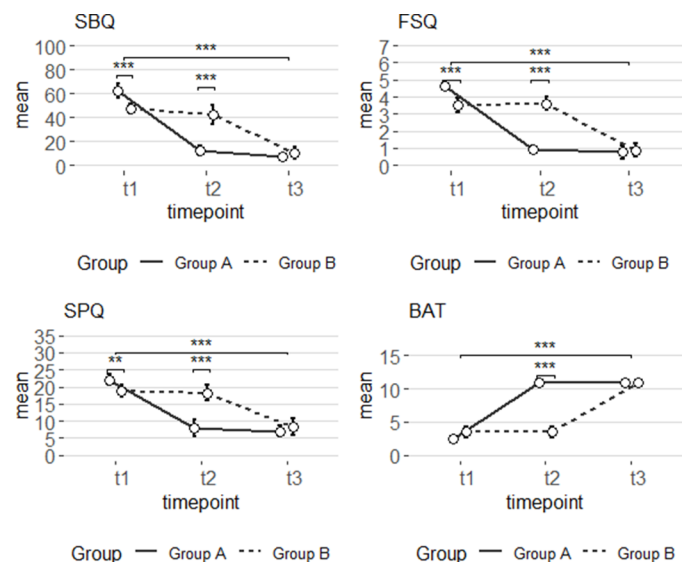 SBQ
100
80
60
40
20
0
mean
***
***
***
t1 t2 t3
timepoint
Group Group A Group B
FSQ
7
6
5
4
3
2
1
0
mean
***
***
***
t1 t2 t3
timepoint
Group Group A Group B
SPQ
35
30
25
20
15
10
5
0
mean
***
**
***
t1 t2 t3
timepoint
Group Group A Group B
BAT
15
10
5
0
mean
***
***
t1 t2 t3
timepoint
Group Group A Group B